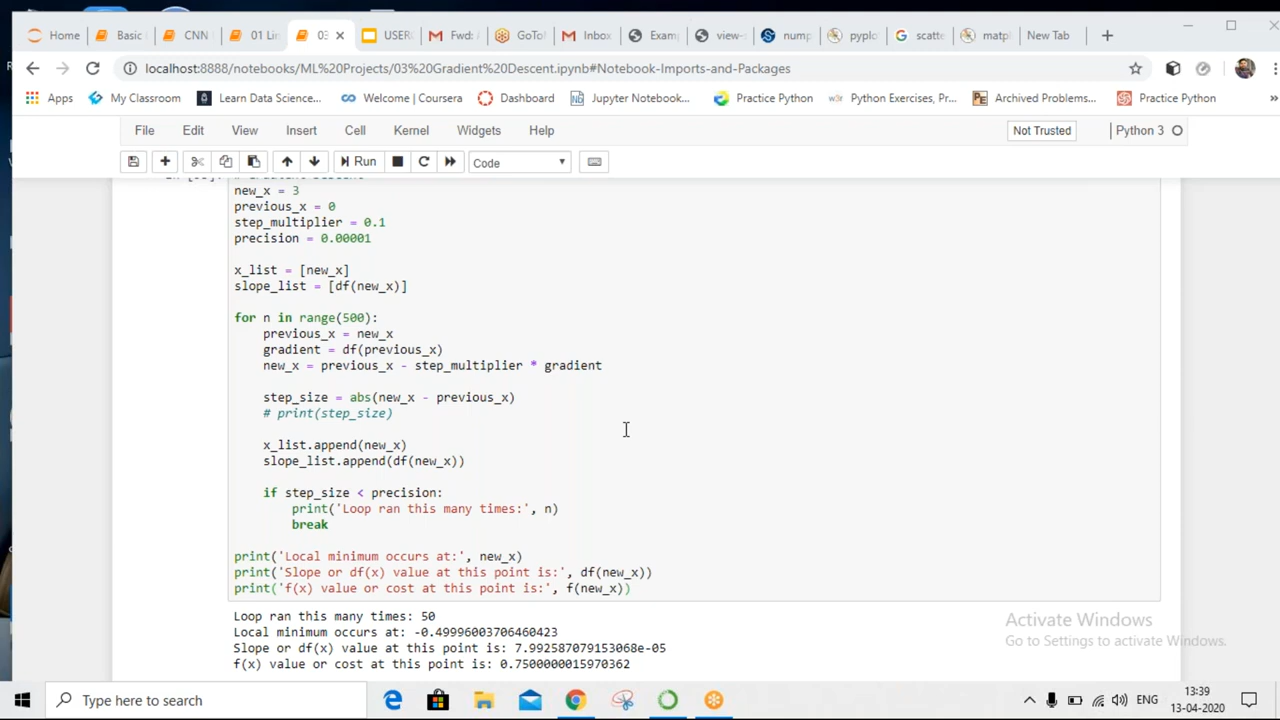 Home Basic CNN 01 Li 03 USER Fwd: GoTo Inbox Exam view-s nump pyplo scatte matpl New Tab
localhost:8888/notebooks/ML%20Projects/03%20Gradient%20Descent.ipynb#Notebook-Imports-and-Packages
Apps My Classroom Learn Data Science... Welcome | Coursera Dashboard Jupyter Notebook... Practice Python Python Exercises, Pr... Archived Problems... Practice Python
File Edit View Insert Cell Kernel Widgets Help Not Trusted Python 3
Run Code
new_x = 3
previous_x = 0
step_multiplier = 0.1
precision = 0.00001
x_list = [new_x]
slope_list = [df(new_x)]
for n in range(500):
previous_x = new_x
gradient = df(previous_x)
new_x = previous_x - step_multiplier * gradient
step_size = abs(new_x - previous_x)
# print(step_size)
x_list.append(new_x)
slope_list.append(df(new_x))
if step_size < precision:
print('Loop ran this many times:', n)
break
print('Local minimum occurs at:', new_x)
print('Slope or df(x) value at this point is:', df(new_x))
print('f(x) value or cost at this point is:', f(new_x))
Loop ran this many times: 50
Local minimum occurs at: -0.49996003706460423
Slope or df(x) value at this point is: 7.992587079153068e-05
f(x) value or cost at this point is: 0.7500000015970362
Activate Windows
Go to Settings to activate Windows.
Type here to search
ENG
13:39
13-04-2020